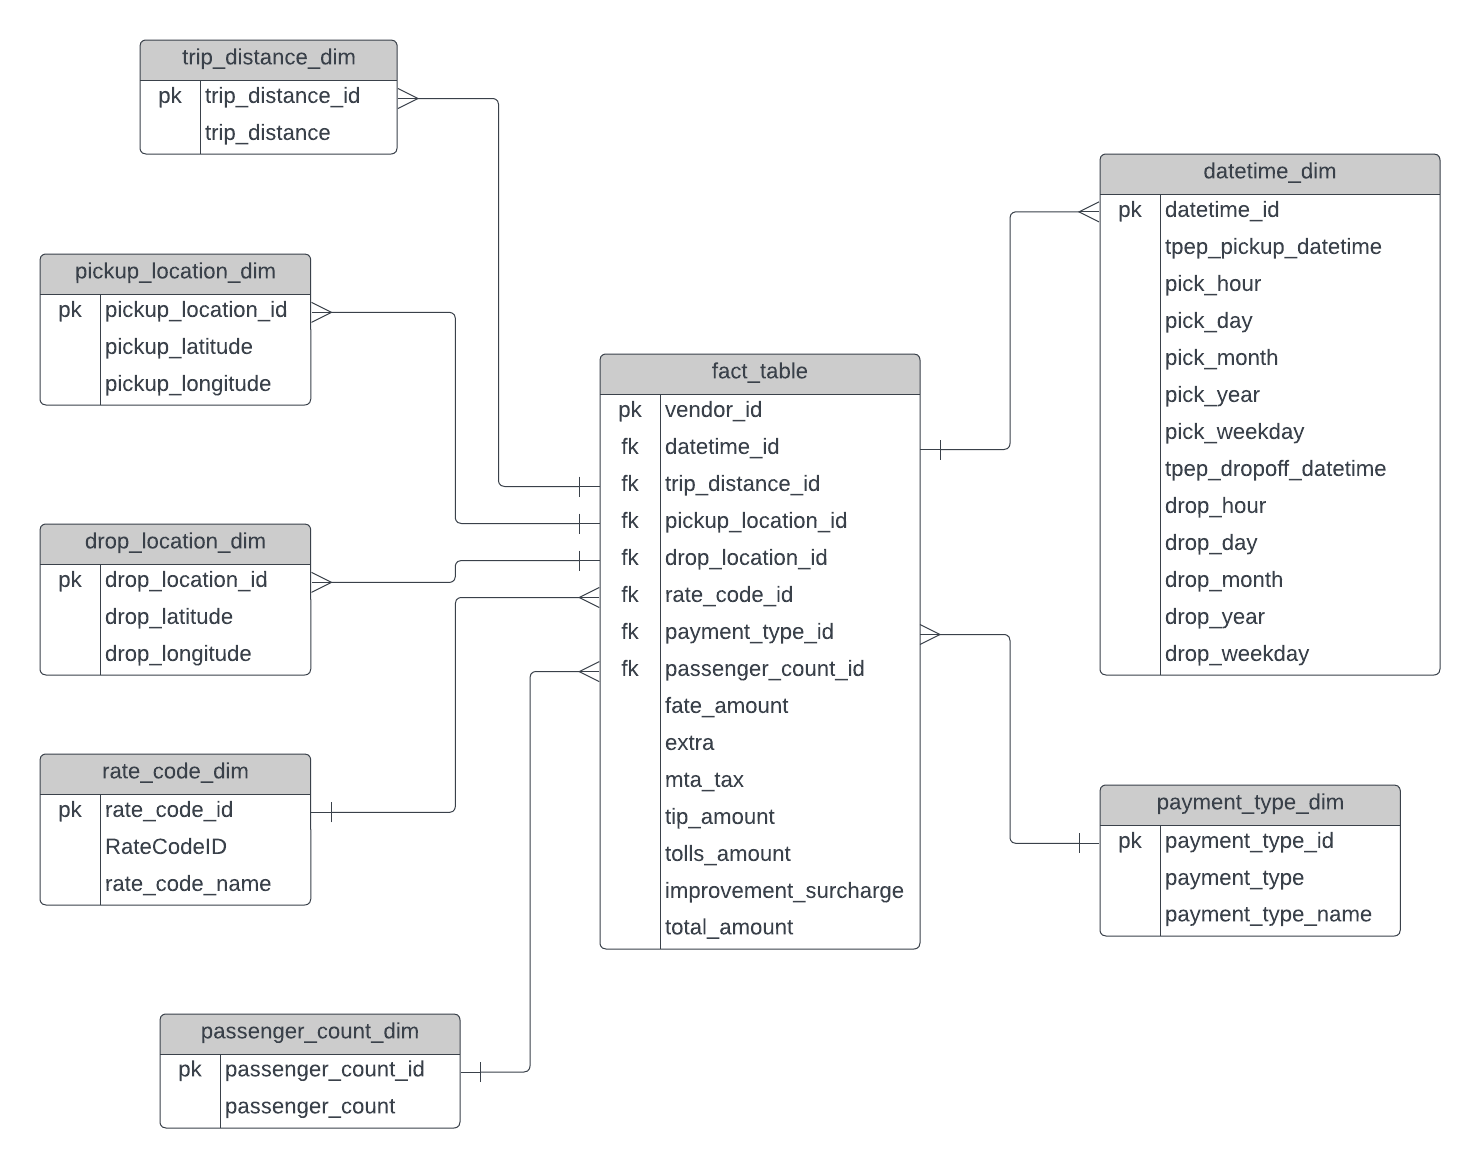 trip_distance_dim
pk trip_distance_id
trip_distance
pickup_location_dim
pk pickup_location_id
pickup_latitude
pickup_longitude
drop_location_dim
pk drop_location_id
drop_latitude
drop_longitude
rate_code_dim
pk rate_code_id
RateCodeID
rate_code_name
passenger_count_dim
pk passenger_count_id
passenger_count
fact_table
pk vendor_id
fk datetime_id
fk trip_distance_id
fk pickup_location_id
fk drop_location_id
fk rate_code_id
fk payment_type_id
fk passenger_count_id
fate_amount
extra
mta_tax
tip_amount
tolls_amount
improvement_surcharge
total_amount
datetime_dim
pk datetime_id
tpep_pickup_datetime
pick_hour
pick_day
pick_month
pick_year
pick_weekday
tpep_dropoff_datetime
drop_hour
drop_day
drop_month
drop_year
drop_weekday
payment_type_dim
pk payment_type_id
payment_type
payment_type_name